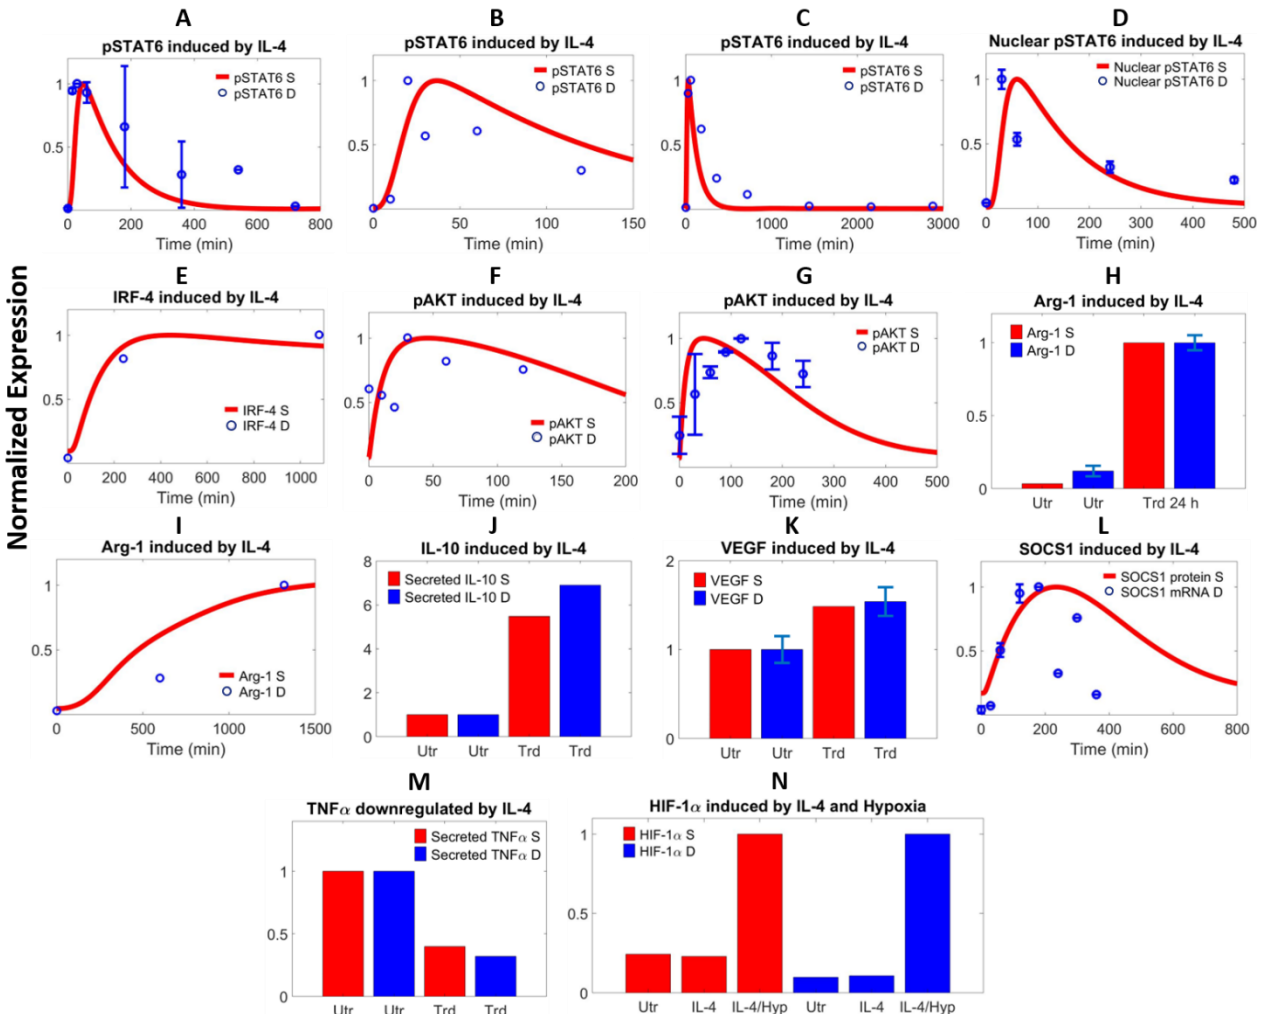 A
pSTAT6 induced by IL-4
pSTAT6 S
pSTAT6 D
1
0.5
0 200 400 600 800
Time (min)
B
pSTAT6 induced by IL-4
pSTAT6 S
pSTAT6 D
1
0.5
0 50 100 150
Time (min)
C
pSTAT6 induced by IL-4
pSTAT6 S
pSTAT6 D
1
0.5
0 1000 2000 3000
Time (min)
D
Nuclear pSTAT6 induced by IL-4
Nuclear pSTAT6 S
Nuclear pSTAT6 D
1
0.5
0 100 200 300 400 500
Time (min)
Normalized Expression
E
IRF-4 induced by IL-4
IRF-4 S
IRF-4 D
1
0.5
0 200 400 600 800 1000
Time (min)
F
pAKT induced by IL-4
pAKT S
pAKT D
1
0.5
0 50 100 150 200
Time (min)
G
pAKT induced by IL-4
pAKT S
pAKT D
1
0.5
0 100 200 300 400 500
Time (min)
H
Arg-1 induced by IL-4
Arg-1 S
Arg-1 D
1
0.5
0
Utr Utr Trd 24 h
I
Arg-1 induced by IL-4
Arg-1 S
Arg-1 D
1
0.5
0 500 1000 1500
Time (min)
J
IL-10 induced by IL-4
Secreted IL-10 S
Secreted IL-10 D
8
6
4
2
0
Utr Utr Trd Trd
K
VEGF induced by IL-4
VEGF S
VEGF D
2
1
0
Utr Utr Trd Trd
L
SOCS1 induced by IL-4
SOCS1 protein S
SOCS1 mRNA D
1
0.5
0 200 400 600 800
Time (min)
M
TNFα downregulated by IL-4
Secreted TNFα S
Secreted TNFα D
1
0.5
0
Utr Utr Trd Trd
N
HIF-1α induced by IL-4 and Hypoxia
HIF-1α S
HIF-1α D
1
0.5
0
Utr IL-4 IL-4/Hyp Utr IL-4 IL-4/Hyp